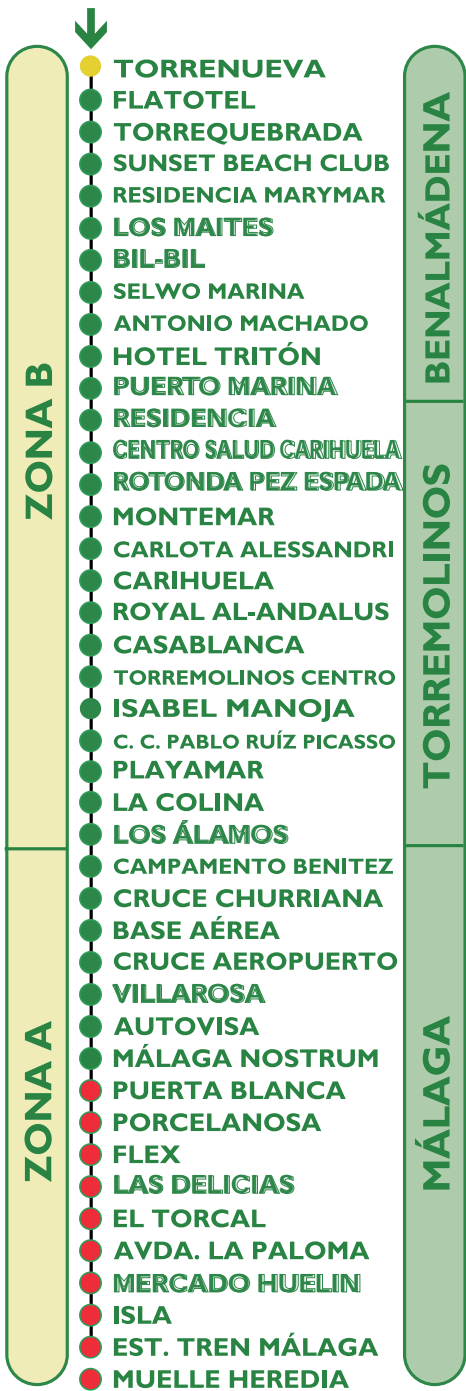 TORRENUEVA
FLATOTEL
TORREQUEBRADA
SUNSET BEACH CLUB
RESIDENCIA MARYMAR
LOS MAITES
BIL-BIL
SELWO MARINA
ANTONIO MACHADO
HOTEL TRITÓN
PUERTO MARINA
RESIDENCIA
CENTRO SALUD CARIHUELA
ROTONDA PEZ ESPADA
MONTEMAR
CARLOTA ALESSANDRI
CARIHUELA
ROYAL AL-ANDALUS
CASABLANCA
TORREMOLINOS CENTRO
ISABEL MANOJA
C. C. PABLO RUÍZ PICASSO
PLAYAMAR
LA COLINA
LOS ÁLAMOS
CAMPAMENTO BENITEZ
CRUCE CHURRIANA
BASE AÉREA
CRUCE AEROPUERTO
VILLAROSA
AUTOVISA
MÁLAGA NOSTRUM
PUERTA BLANCA
PORCELANOSA
FLEX
LAS DELICIAS
EL TORCAL
AVDA. LA PALOMA
MERCADO HUELIN
ISLA
EST. TREN MÁLAGA
MUELLE HEREDIA
ZONA B
ZONA A
BENALMÁDENA
TORREMOLINOS
MÁLAGA